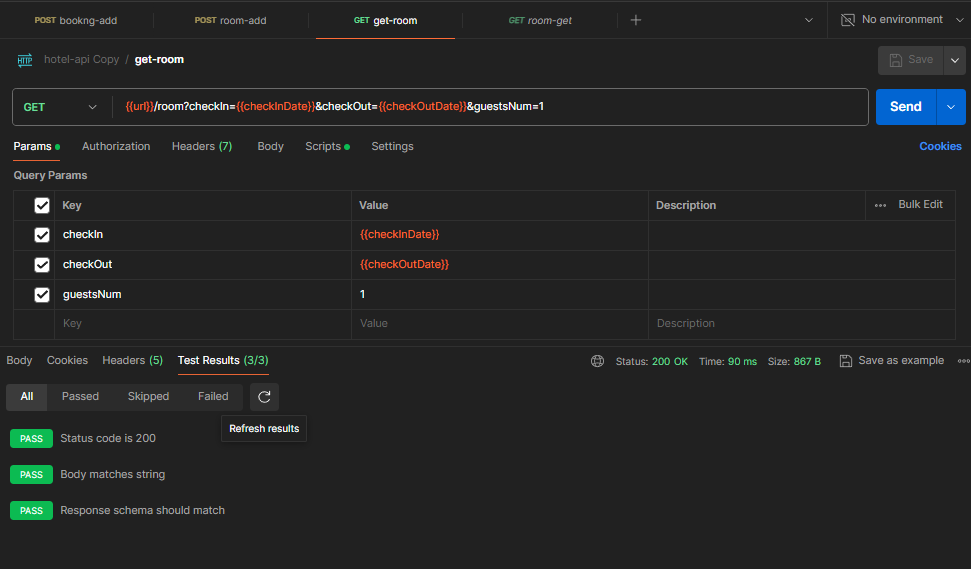 POST bookng-add POST room-add GET get-room GET room-get No environment
HTTP hotel-api Copy / get-room Save
GET {{url}}/room?checkIn={{checkInDate}}&checkOut={{checkOutDate}}&guestsNum=1 Send
Params Authorization Headers (7) Body Scripts Settings Cookies
Query Params
Key Value Description Bulk Edit
checkIn {{checkInDate}}
checkOut {{checkOutDate}}
guestsNum 1
Key Value Description
Body Cookies Headers (5) Test Results (3/3) Status: 200 OK Time: 90 ms Size: 867 B Save as example
All Passed Skipped Failed
Refresh results
PASS Status code is 200
PASS Body matches string
PASS Response schema should match